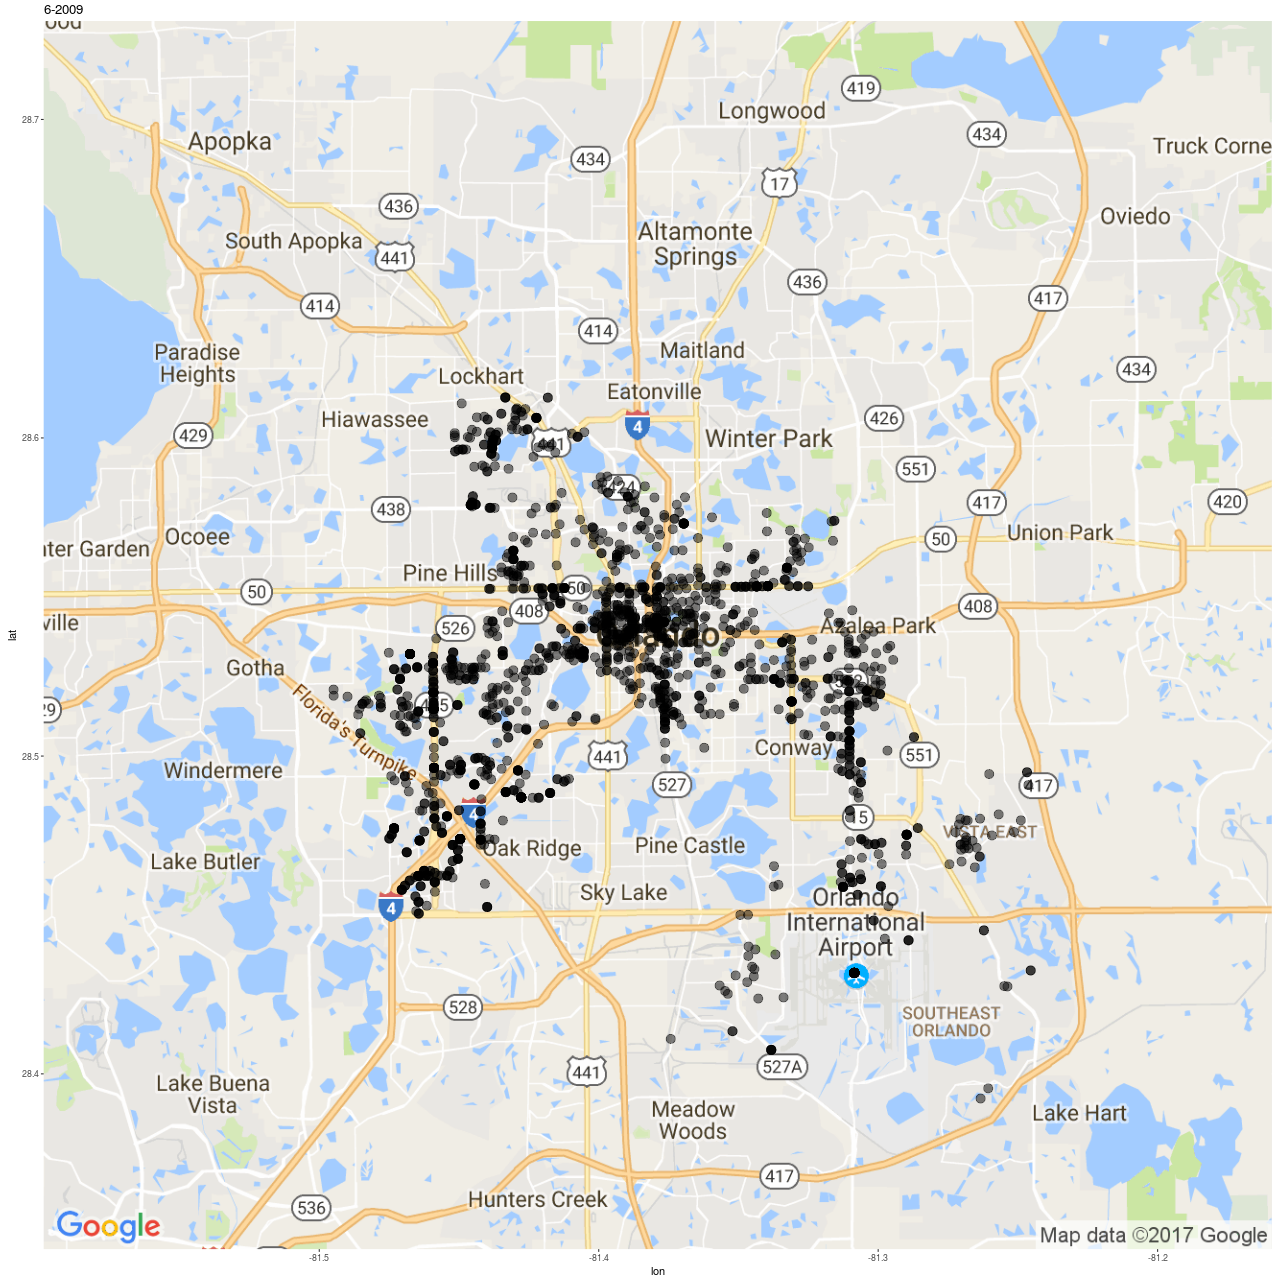 6-2009
ood
419
Longwood
28.7
434
Apopka
Truck Corne
434
17
436
Oviedo
South Apopka
Altamonte
Springs
441
436
417
414
414
Maitland
Paradise
Heights
434
Lockhart
Eatonville
Hiawassee
426
4
429
28.6
441
Winter Park
551
424
417
420
438
Ocoee
50
Union Park
ater Garden
Pine Hills
50
50
408
408
ville
526
Azalea Park
lat
Gotha
29
Florida's Turnpike
Conway
28.5
441
551
Windermere
527
417
4
15
VISTA EAST
Lake Butler
Oak Ridge
Pine Castle
4
Sky Lake
Orlando
International
Airport
528
SOUTHEAST
ORLANDO
28.4
441
527A
Lake Buena
Vista
Meadow
Woods
Lake Hart
417
Hunters Creek
536
Google
Map data ©2017 Google
-81.5
-81.4
-81.3
-81.2
lon